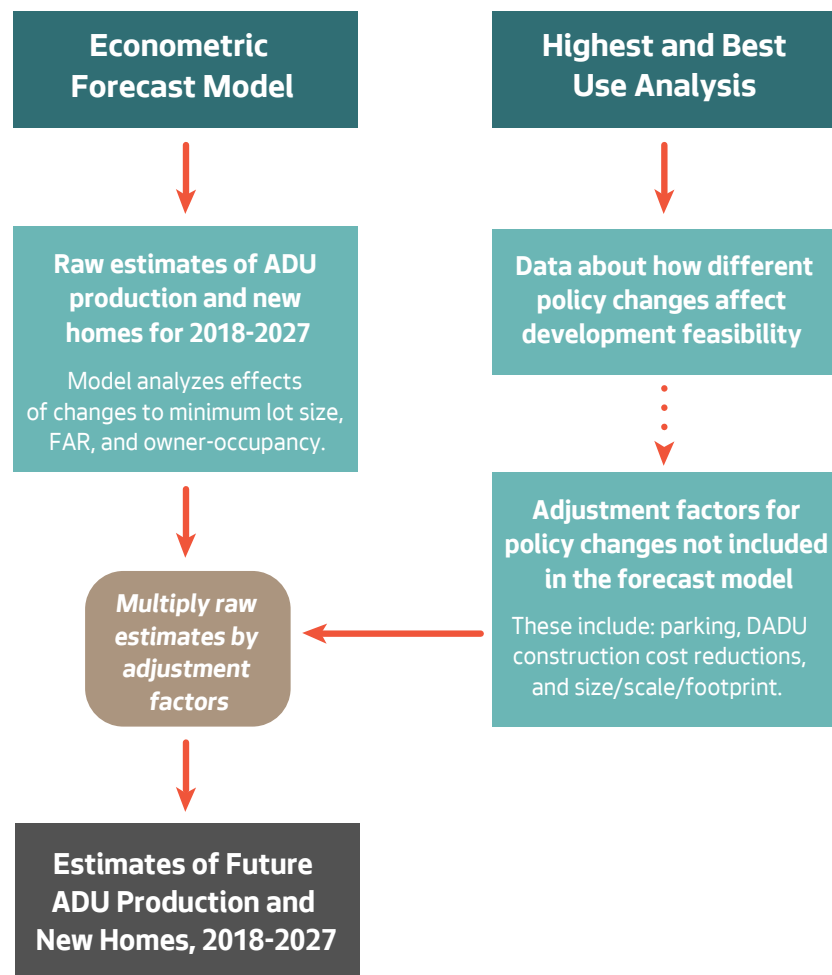 Econometric
Forecast Model
Highest and Best
Use Analysis
Raw estimates of ADU
production and new
homes for 2018-2027
Model analyzes effects
of changes to minimum lot size,
FAR, and owner-occupancy.
Data about how different
policy changes affect
development feasibility
Adjustment factors for
policy changes not included
in the forecast model
These include: parking, DADU
construction cost reductions,
and size/scale/footprint.
Multiply raw
estimates by
adjustment
factors
Estimates of Future
ADU Production and
New Homes, 2018-2027